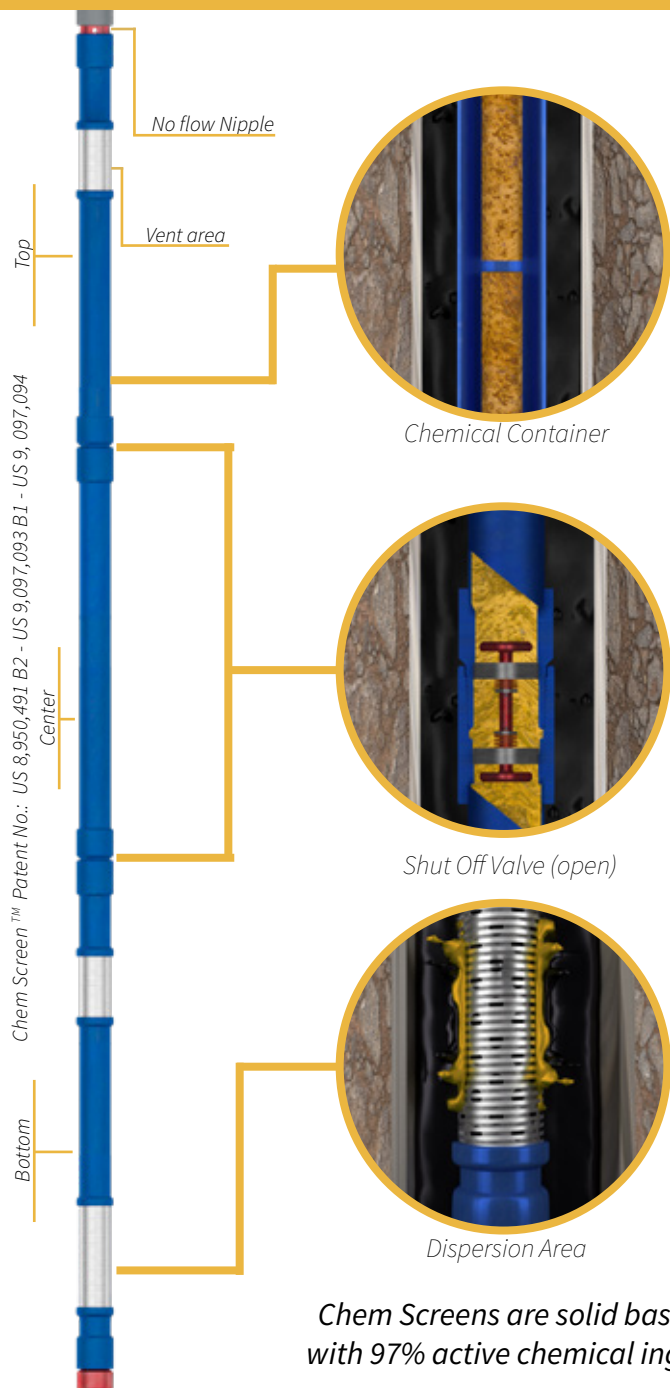 No flow Nipple
Vent area
Top
Chemical Container
Chem Screen™ Patent No.: US 8,950,491 B2 - US 9,097,093 B1 - US 9, 097,094
Center
Shut Off Valve (open)
Bottom
Dispersion Area
Chem Screens are solid bas
with 97% active chemical ing